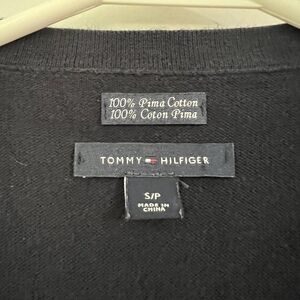 100% Pima Cotton
100% Coton Pima
TOMMY HILFIGER
S/P
MADE IN
CHINA